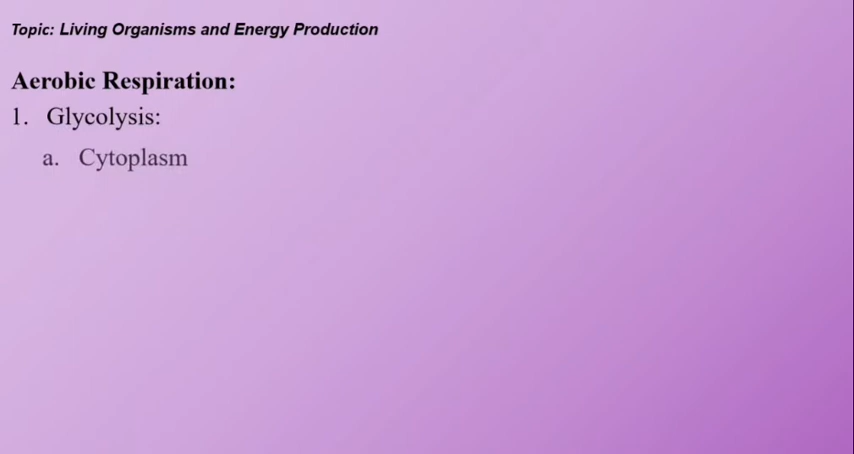 Topic: Living Organisms and Energy Production
Aerobic Respiration:
1. Glycolysis:
a. Cytoplasm